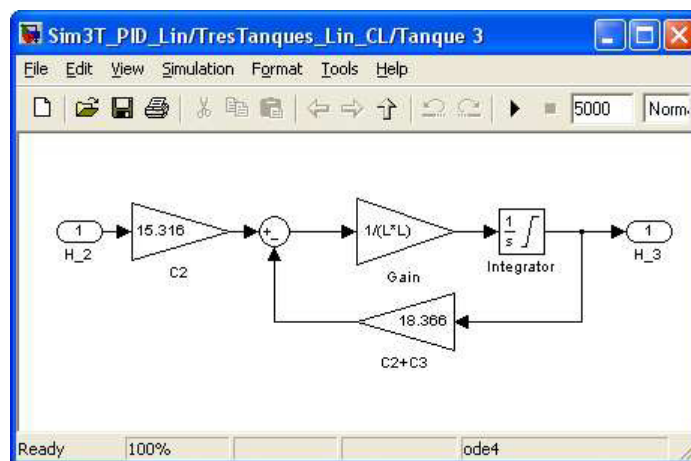 Sim3T_PID_Lin/TresTanques_Lin_CL/Tanque 3
File Edit View Simulation Format Tools Help
5000 Norm
1 15.316 + - 1/(L*L) 1 s 1
H_2 C2 Gain Integrator H_3
18.366
C2+C3
Ready 100% ode4